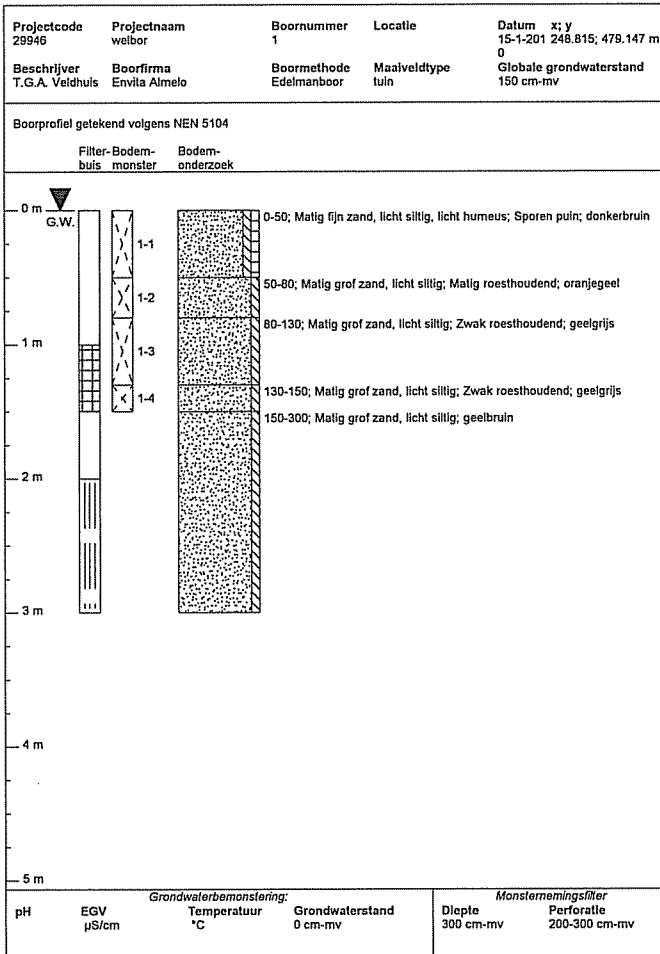 Projectcode Projectnaam Boornummer Locatie Datum x; y
29946 welbor 1 15-1-201 248.815; 479.147 m
0
Beschrijver Boorfirma Boormethode Maaiveldtype Globale grondwaterstand
T.G.A. Veldhuis Envita Almelo Edelmanboor tuin 150 cm-mv
Boorprofiel getekend volgens NEN 5104
Filter- Bodem- Bodem-
buis monster onderzoek
0 m
G.W.
0-50; Matig fijn zand, licht siltig, licht humeus; Sporen puin; donkerbruin
1-1
50-80; Matig grof zand, licht siltig; Matig roesthoudend; oranjegeel
1-2
80-130; Matig grof zand, licht siltig; Zwak roesthoudend; geelgrijs
1 m
1-3
130-150; Matig grof zand, licht siltig; Zwak roesthoudend; geelgrijs
1-4
150-300; Matig grof zand, licht siltig; geelbruin
2 m
3 m
4 m
5 m
Grondwaterbemonstering: Monsternemingsfilter
pH EGV Temperatuur Grondwaterstand Diepte Perforatie
µS/cm °C 0 cm-mv 300 cm-mv 200-300 cm-mv